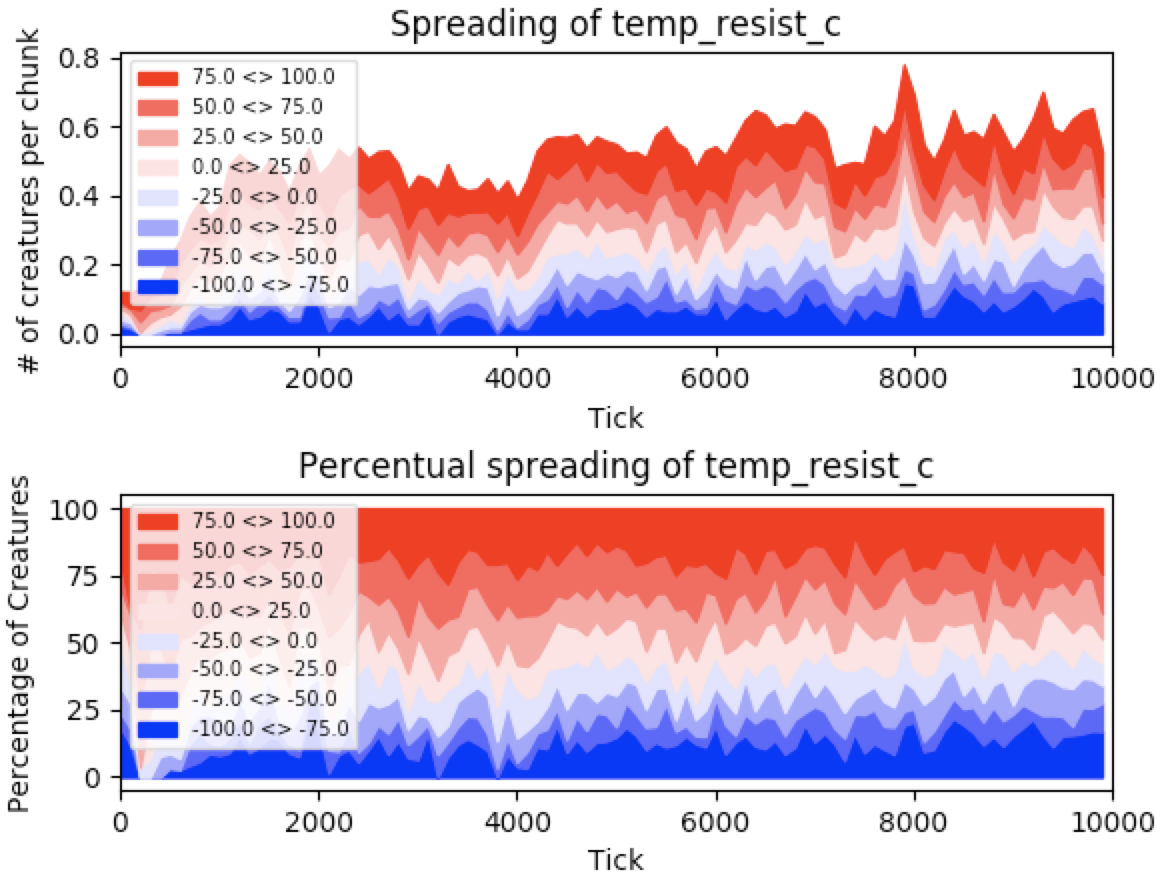 Spreading of temp_resist_c
# of creatures per chunk
0.8
0.6
0.4
0.2
0.0
75.0 <> 100.0
50.0 <> 75.0
25.0 <> 50.0
0.0 <> 25.0
-25.0 <> 0.0
-50.0 <> -25.0
-75.0 <> -50.0
-100.0 <> -75.0
0 2000 4000 6000 8000 10000
Tick
Percentual spreading of temp_resist_c
Percentage of Creatures
100
75
50
25
0
75.0 <> 100.0
50.0 <> 75.0
25.0 <> 50.0
0.0 <> 25.0
-25.0 <> 0.0
-50.0 <> -25.0
-75.0 <> -50.0
-100.0 <> -75.0
0 2000 4000 6000 8000 10000
Tick